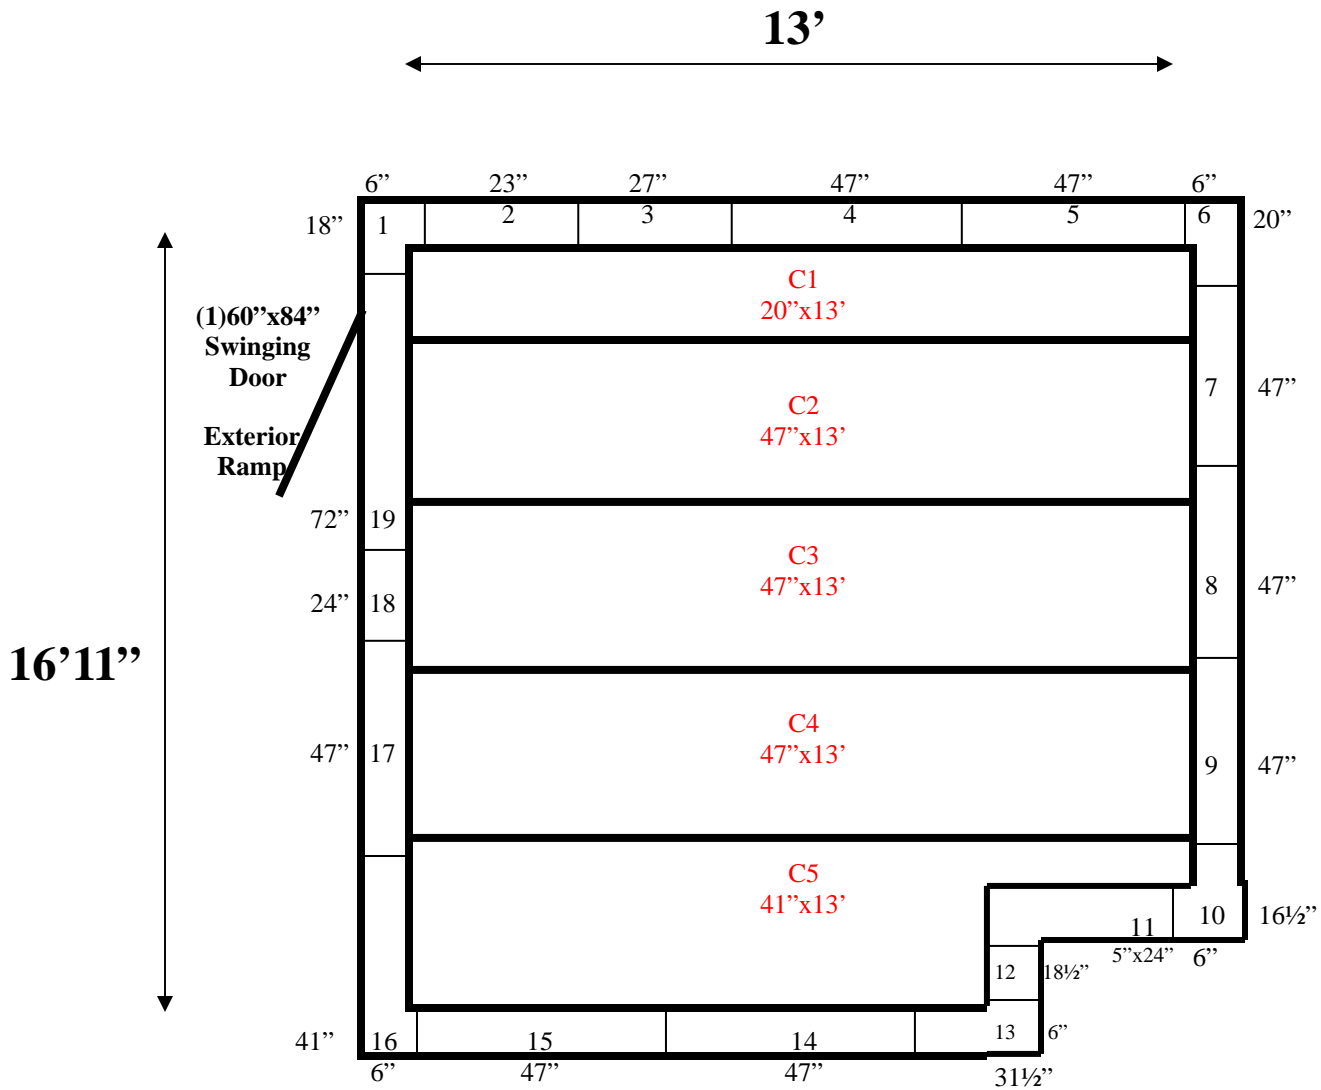 13’
6” 23” 27” 47” 47” 6”
18” 1 2 3 4 5 6 20”
C1
20”x13’
(1)60”x84”
Swinging
Door
Exterior
Ramp
C2
47”x13’
7 47”
72” 19
C3
47”x13’
8 47”
24” 18
16’11”
47” 17
C4
47”x13’
9 47”
C5
41”x13’
11 10 16½”
5”x24” 6”
12 18½”
41” 16 15 14 13 6”
6” 47” 47” 31½”